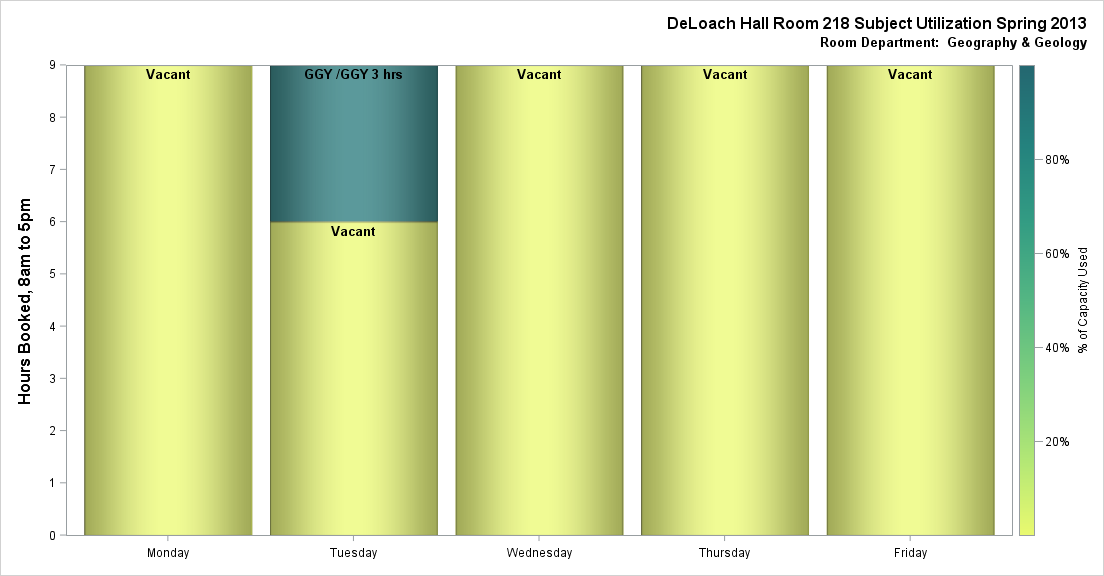 DeLoach Hall Room 218 Subject Utilization Spring 2013
Room Department: Geography & Geology
Hours Booked, 8am to 5pm
9
8
7
6
5
4
3
2
1
0
Vacant
GGY /GGY 3 hrs
Vacant
Vacant
Vacant
Vacant
Monday
Tuesday
Wednesday
Thursday
Friday
80%
60%
40%
20%
% of Capacity Used